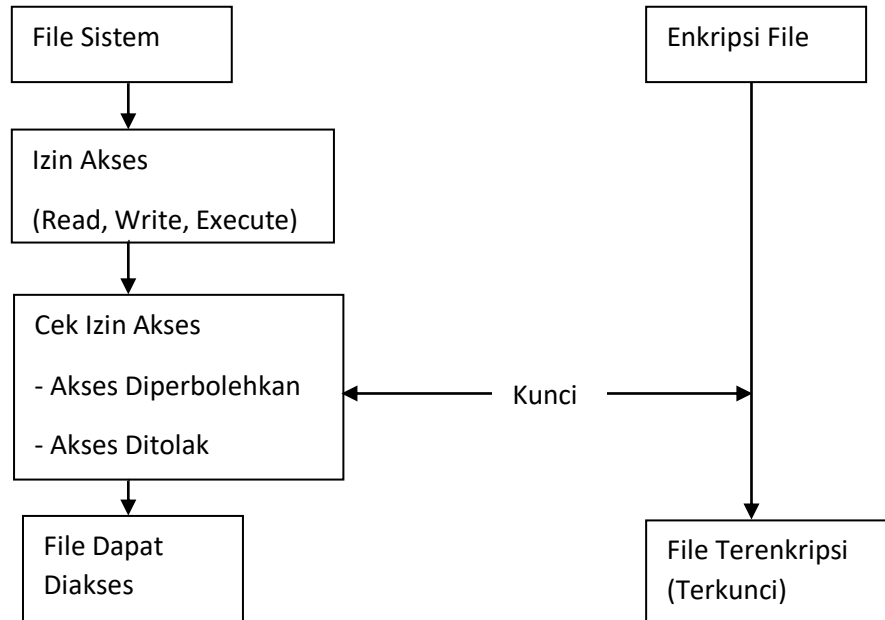 File Sistem
Izin Akses
(Read, Write, Execute)
Cek Izin Akses
- Akses Diperbolehkan
- Akses Ditolak
File Dapat
Diakses
Kunci
Enkripsi File
File Terenkripsi
(Terkunci)